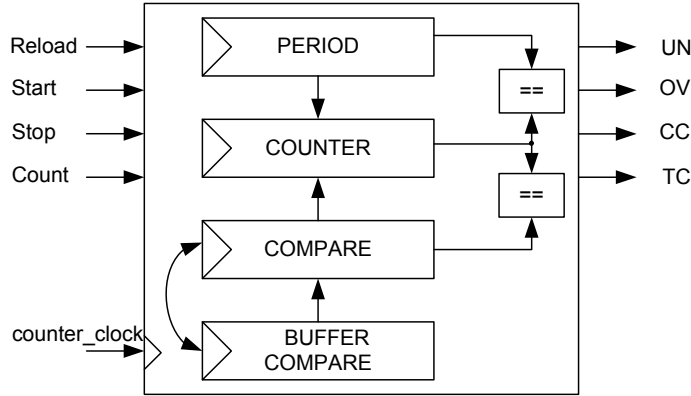 Reload
Start
Stop
Count
counter_clock
PERIOD
COUNTER
COMPARE
BUFFER
COMPARE
==
==
UN
OV
CC
TC